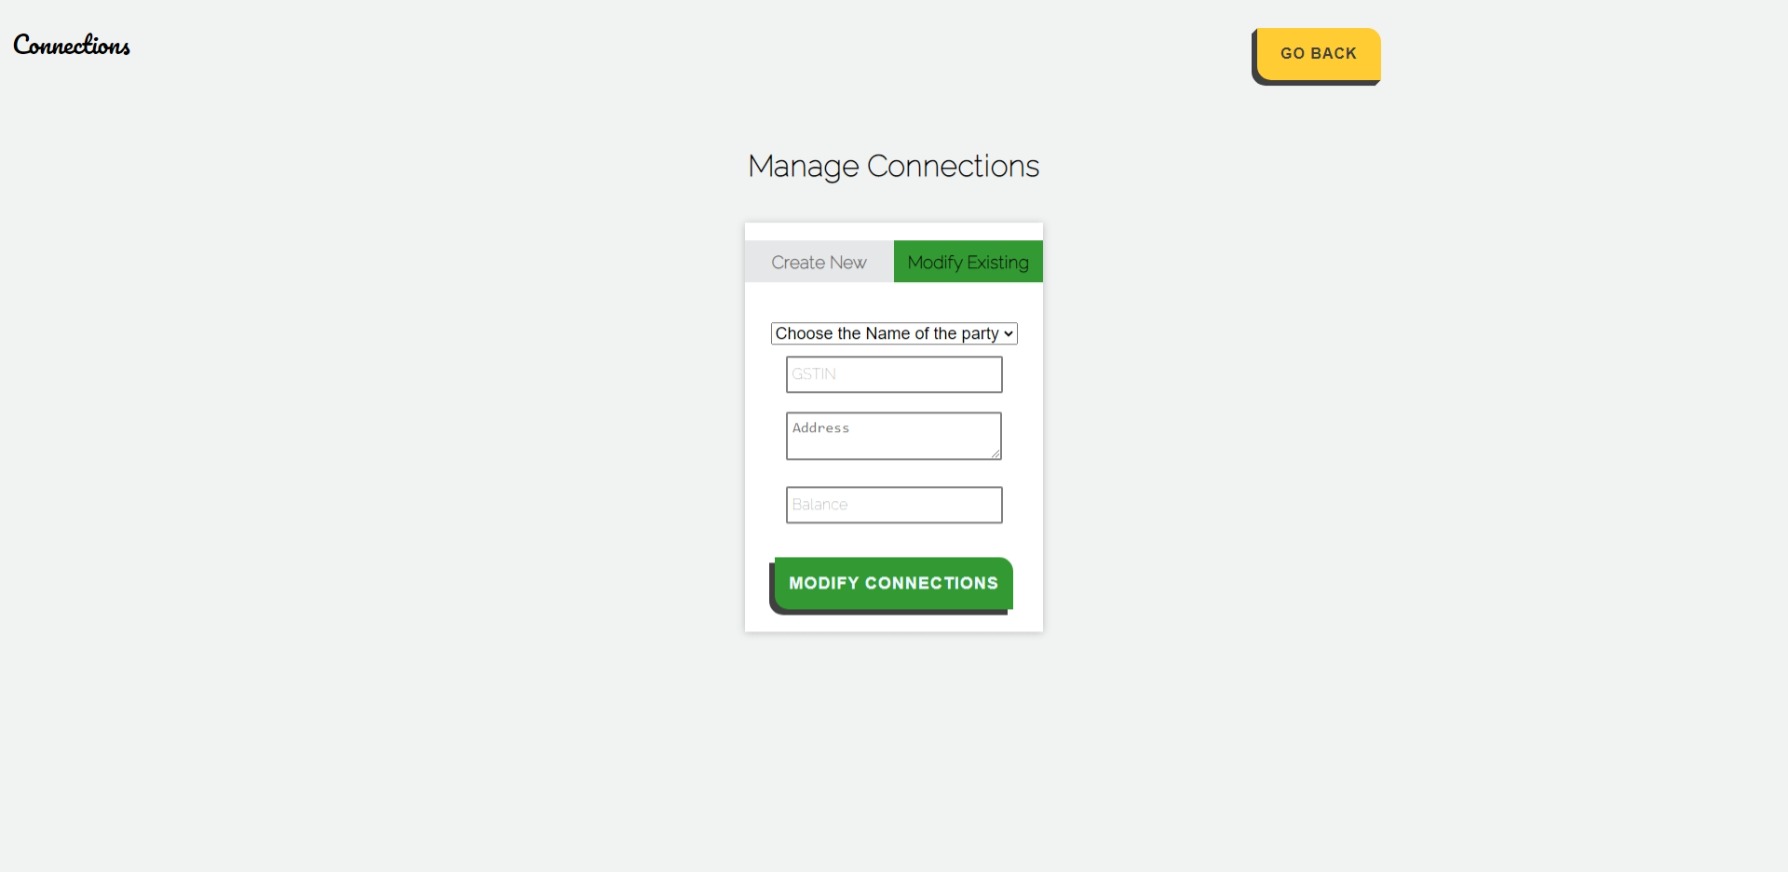 Connections
GO BACK
Manage Connections
Create New
Modify Existing
Choose the Name of the party
GSTIN
Address
Balance
MODIFY CONNECTIONS